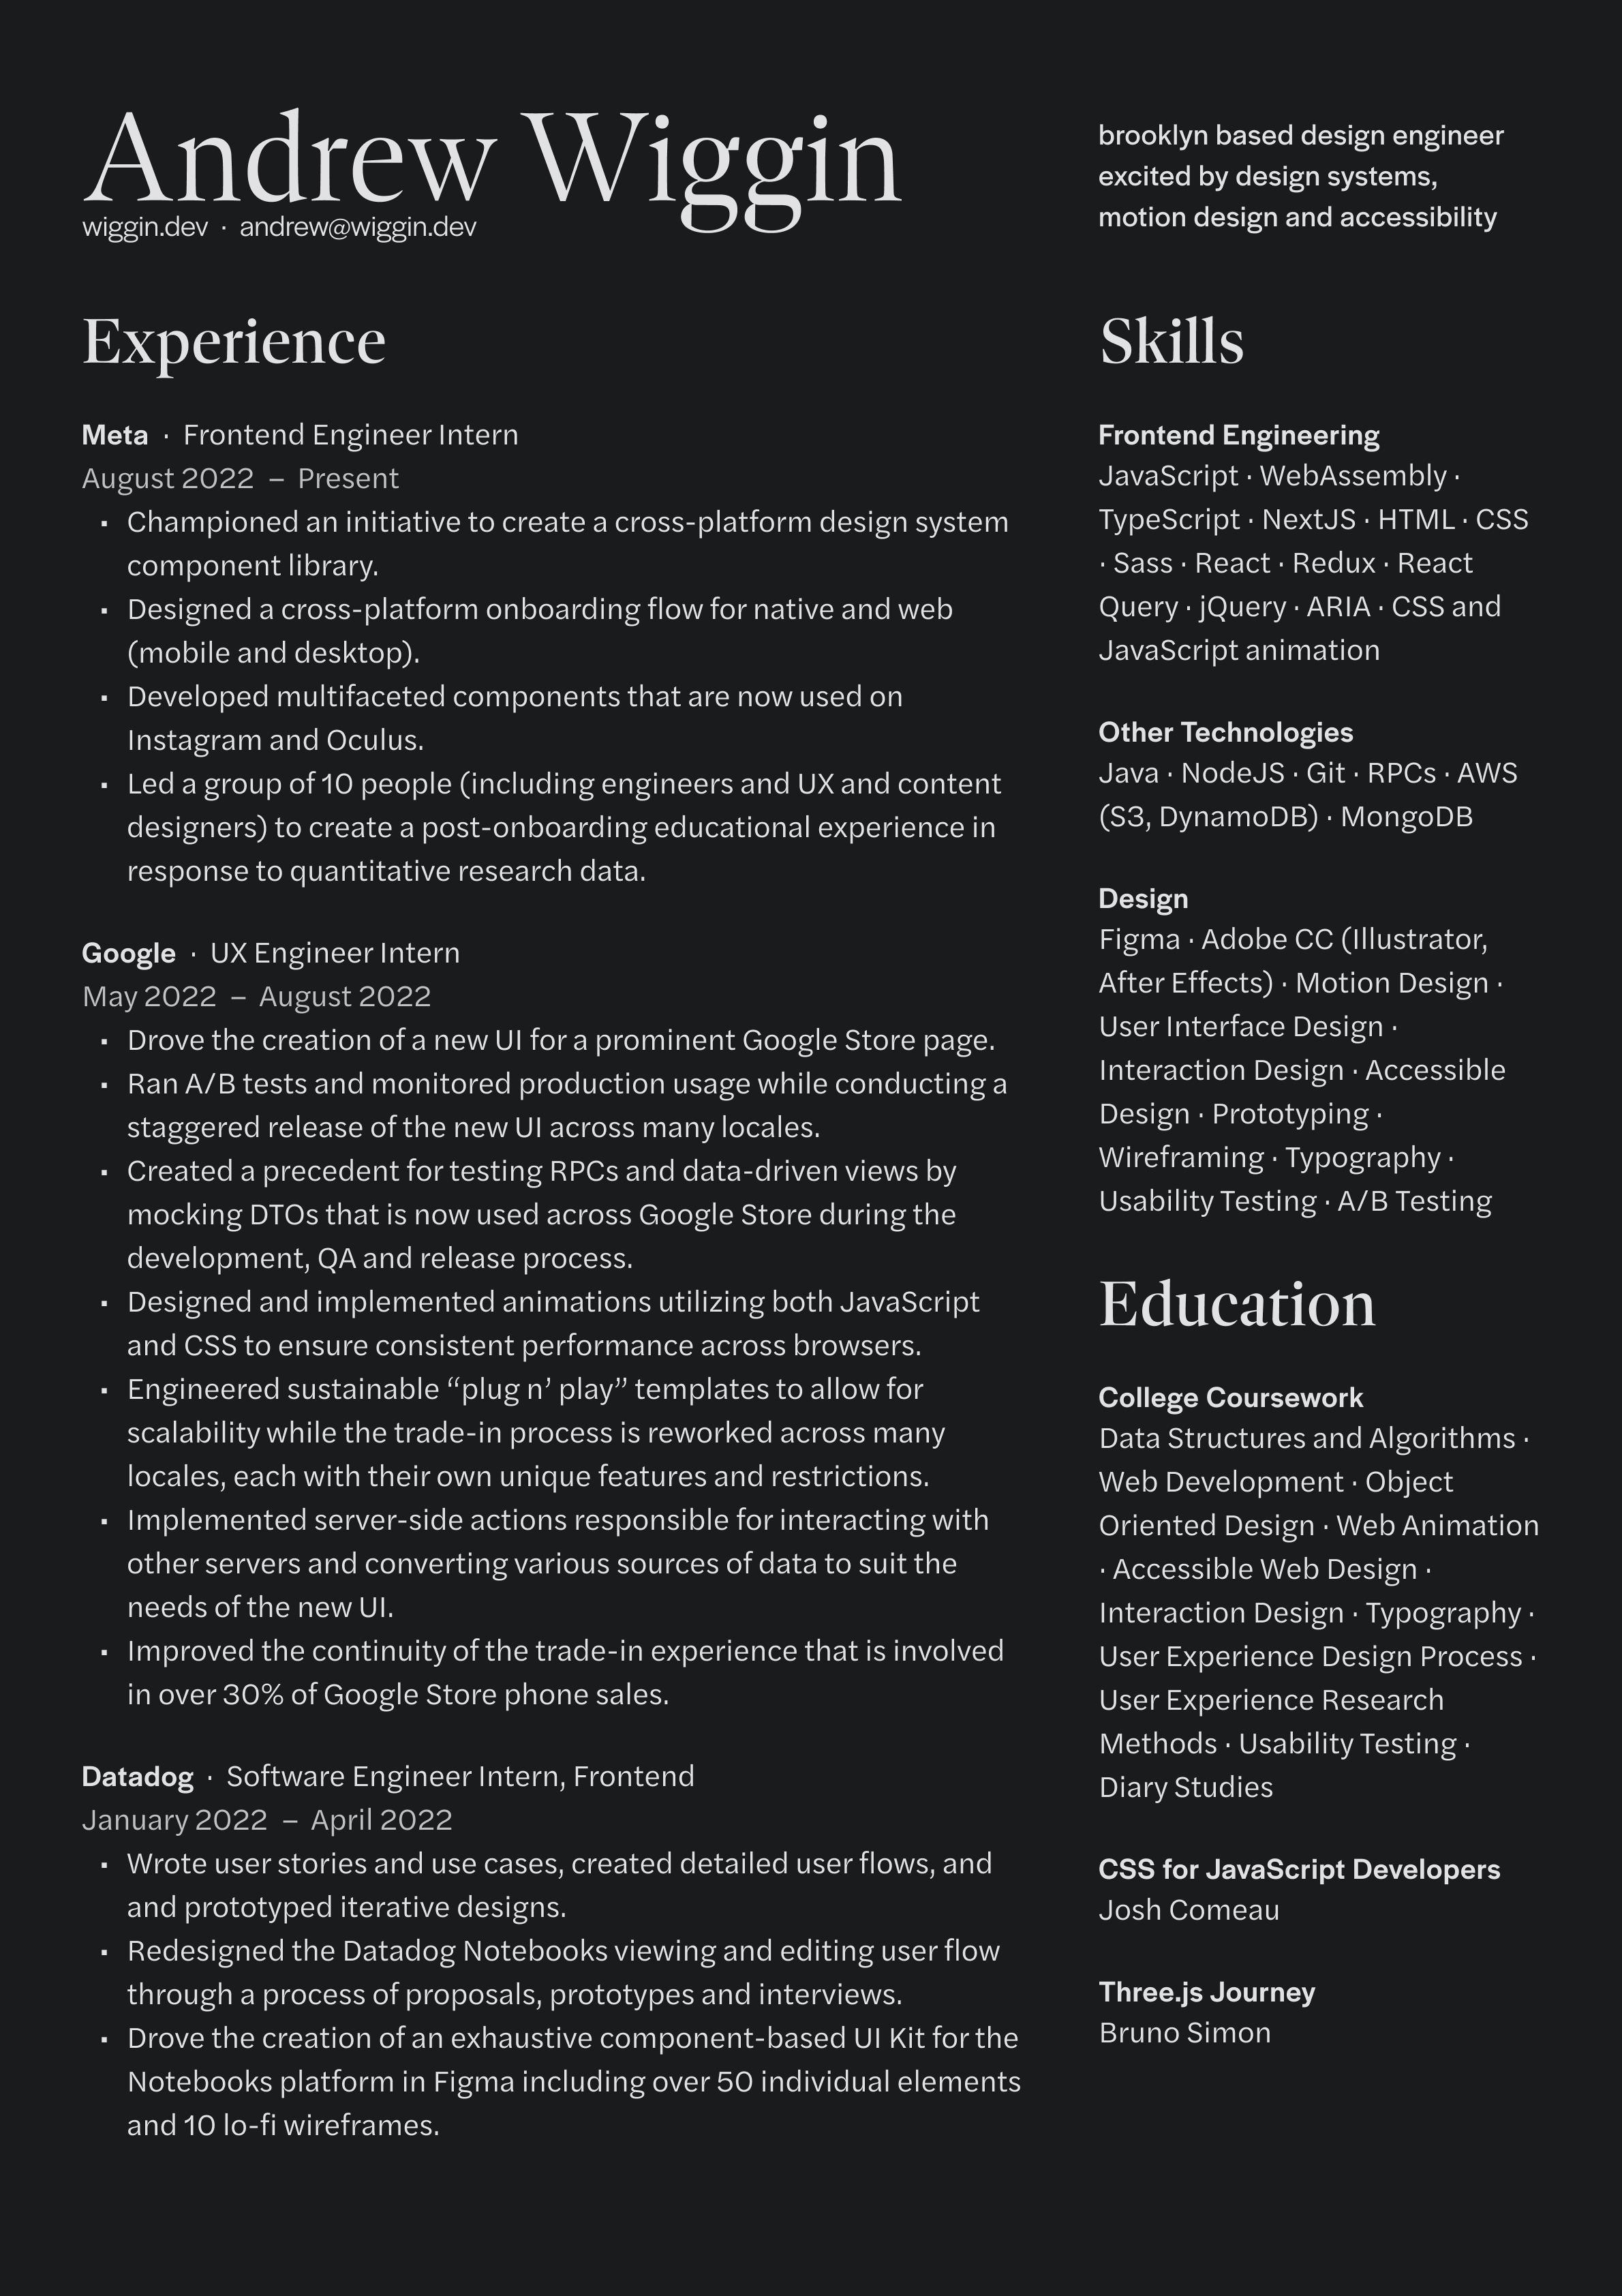 Andrew Wiggin
wiggin.dev · andrew@wiggin.dev
brooklyn based design engineer
excited by design systems,
motion design and accessibility
Experience
Meta · Frontend Engineer Intern
August 2022 – Present
▪ Championed an initiative to create a cross-platform design system
component library.
▪ Designed a cross-platform onboarding flow for native and web
(mobile and desktop).
▪ Developed multifaceted components that are now used on
Instagram and Oculus.
▪ Led a group of 10 people (including engineers and UX and content
designers) to create a post-onboarding educational experience in
response to quantitative research data.
Google · UX Engineer Intern
May 2022 – August 2022
▪ Drove the creation of a new UI for a prominent Google Store page.
▪ Ran A/B tests and monitored production usage while conducting a
staggered release of the new UI across many locales.
▪ Created a precedent for testing RPCs and data-driven views by
mocking DTOs that is now used across Google Store during the
development, QA and release process.
▪ Designed and implemented animations utilizing both JavaScript
and CSS to ensure consistent performance across browsers.
▪ Engineered sustainable “plug n’ play” templates to allow for
scalability while the trade-in process is reworked across many
locales, each with their own unique features and restrictions.
▪ Implemented server-side actions responsible for interacting with
other servers and converting various sources of data to suit the
needs of the new UI.
▪ Improved the continuity of the trade-in experience that is involved
in over 30% of Google Store phone sales.
Datadog · Software Engineer Intern, Frontend
January 2022 – April 2022
▪ Wrote user stories and use cases, created detailed user flows, and
and prototyped iterative designs.
▪ Redesigned the Datadog Notebooks viewing and editing user flow
through a process of proposals, prototypes and interviews.
▪ Drove the creation of an exhaustive component-based UI Kit for the
Notebooks platform in Figma including over 50 individual elements
and 10 lo-fi wireframes.
Skills
Frontend Engineering
JavaScript · WebAssembly ·
TypeScript · NextJS · HTML · CSS
· Sass · React · Redux · React
Query · jQuery · ARIA · CSS and
JavaScript animation
Other Technologies
Java · NodeJS · Git · RPCs · AWS
(S3, DynamoDB) · MongoDB
Design
Figma · Adobe CC (Illustrator,
After Effects) · Motion Design ·
User Interface Design ·
Interaction Design · Accessible
Design · Prototyping ·
Wireframing · Typography ·
Usability Testing · A/B Testing
Education
College Coursework
Data Structures and Algorithms ·
Web Development · Object
Oriented Design · Web Animation
· Accessible Web Design ·
Interaction Design · Typography ·
User Experience Design Process ·
User Experience Research
Methods · Usability Testing ·
Diary Studies
CSS for JavaScript Developers
Josh Comeau
Three.js Journey
Bruno Simon